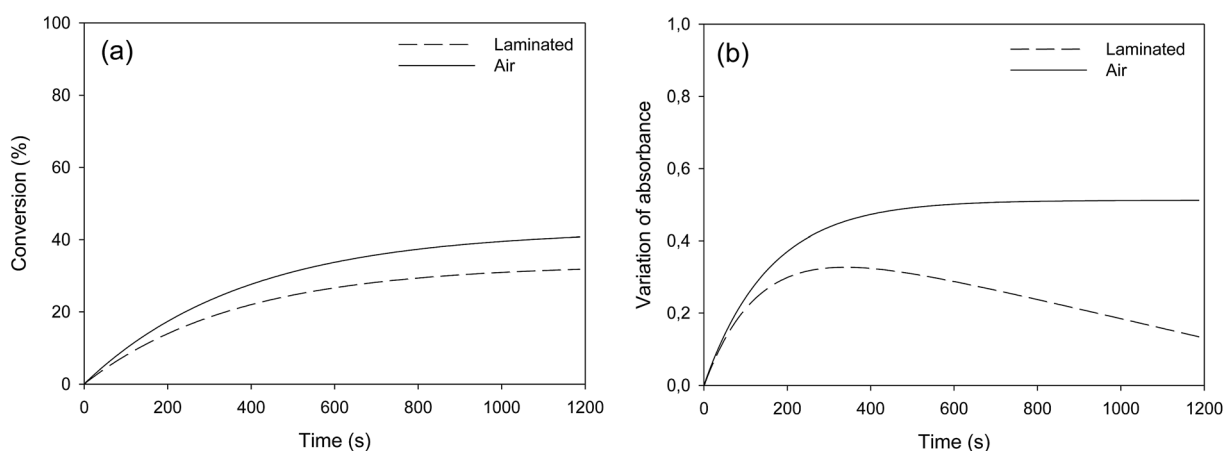 (a)
Laminated
Air
Conversion (%)
100
80
60
40
20
0
0 200 400 600 800 1000 1200
Time (s)
(b)
Laminated
Air
Variation of absorbance
1,0
0,8
0,6
0,4
0,2
0,0
0 200 400 600 800 1000 1200
Time (s)